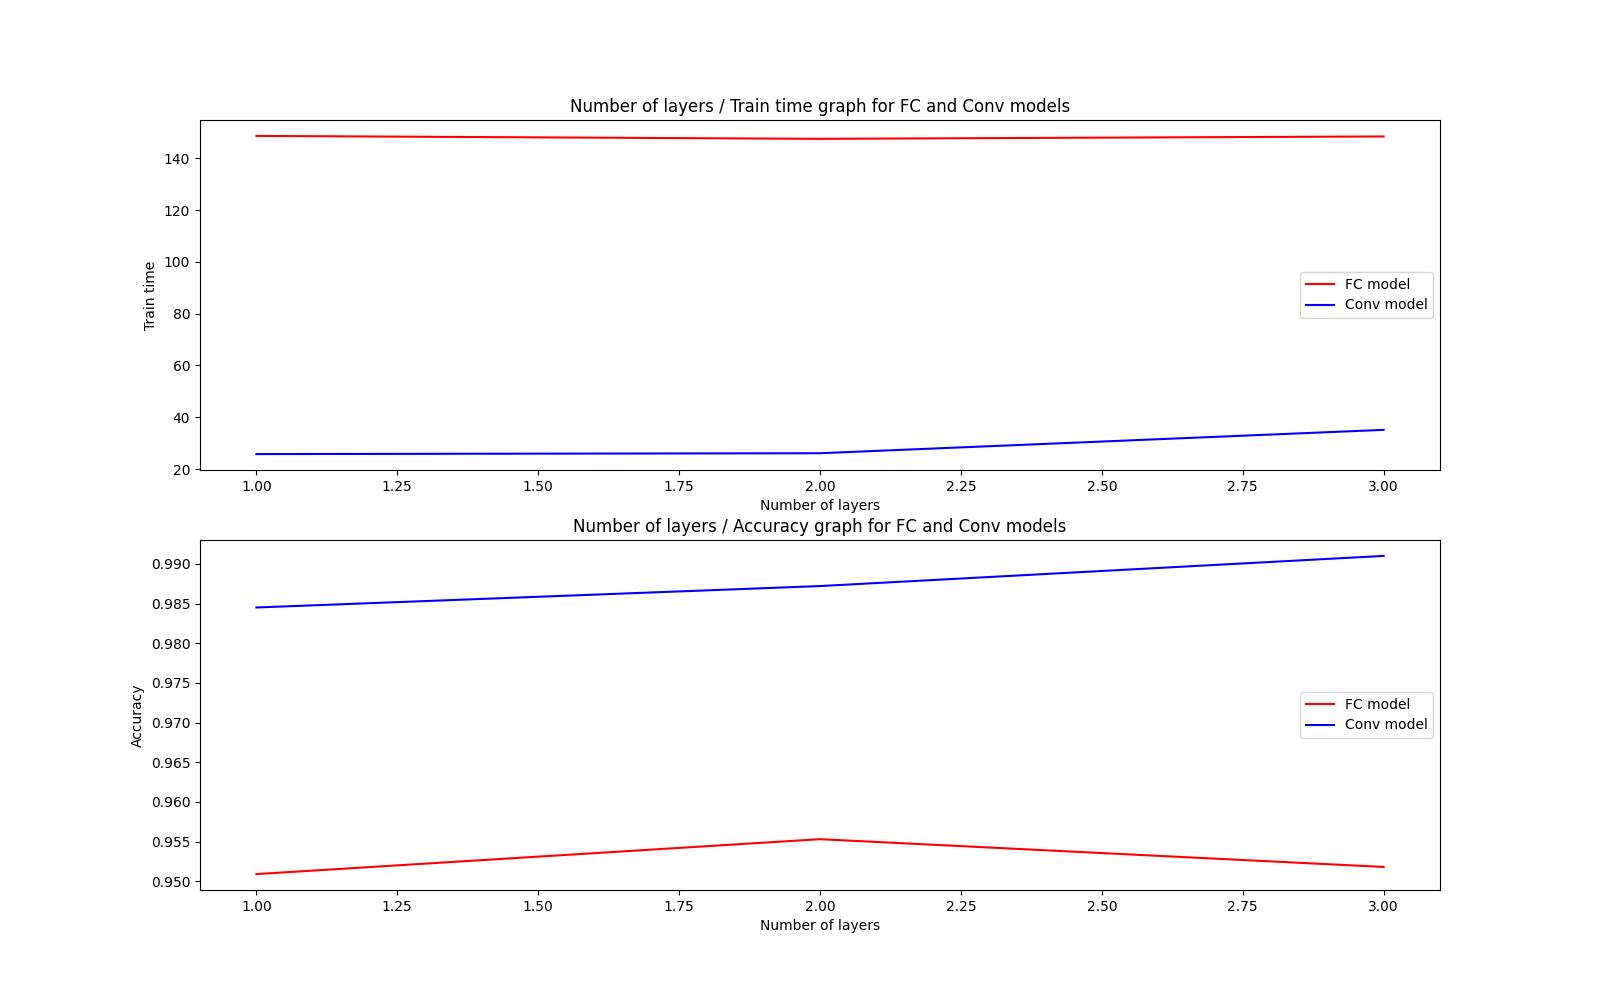 Number of layers / Train time graph for FC and Conv models
140
120
100
80
60
40
20
Train time
FC model
Conv model
1.00 1.25 1.50 1.75 2.00 2.25 2.50 2.75 3.00
Number of layers
Number of layers / Accuracy graph for FC and Conv models
0.990
0.985
0.980
0.975
0.970
0.965
0.960
0.955
0.950
Accuracy
FC model
Conv model
1.00 1.25 1.50 1.75 2.00 2.25 2.50 2.75 3.00
Number of layers